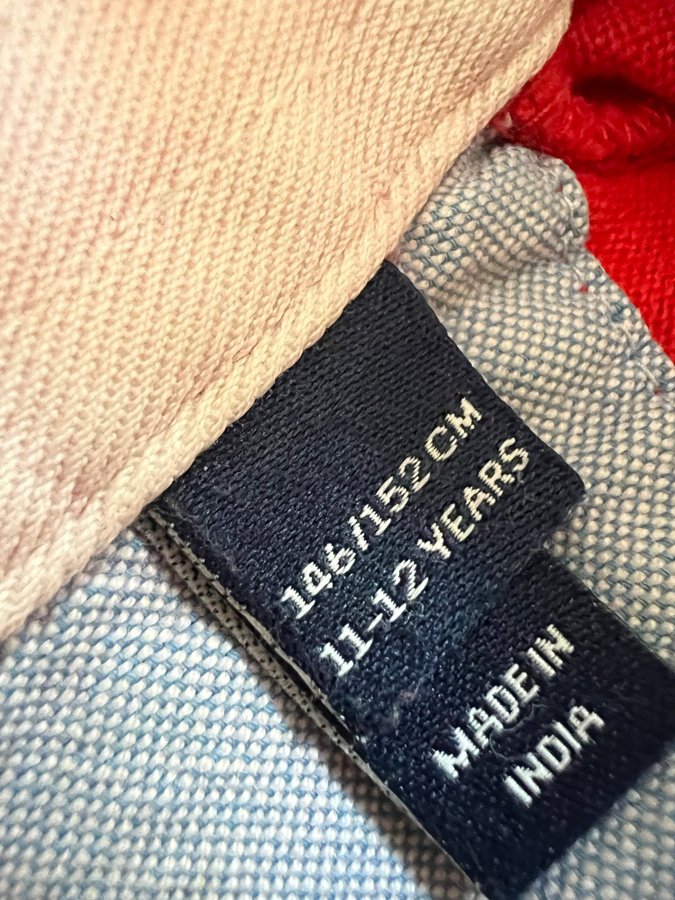 146/152 CM
11-12 YEARS
MADE IN
INDIA